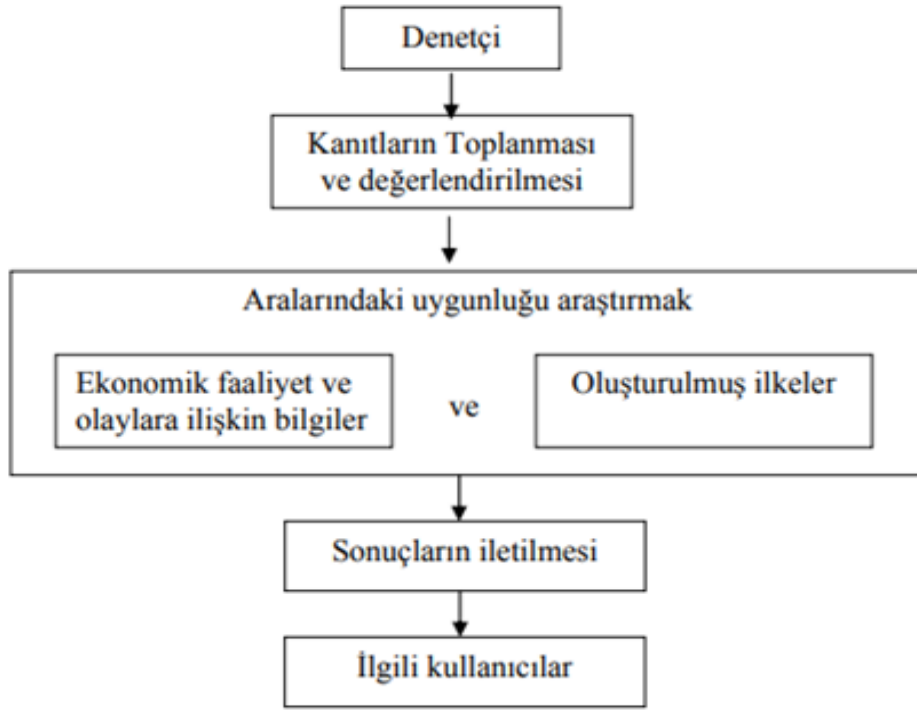 Denetçi
Kanıtların Toplanması
ve değerlendirilmesi
Aralarındaki uygunluğu araştırmak
Ekonomik faaliyet ve
olaylara ilişkin bilgiler
ve
Oluşturulmuş ilkeler
Sonuçların iletilmesi
İlgili kullanıcılar